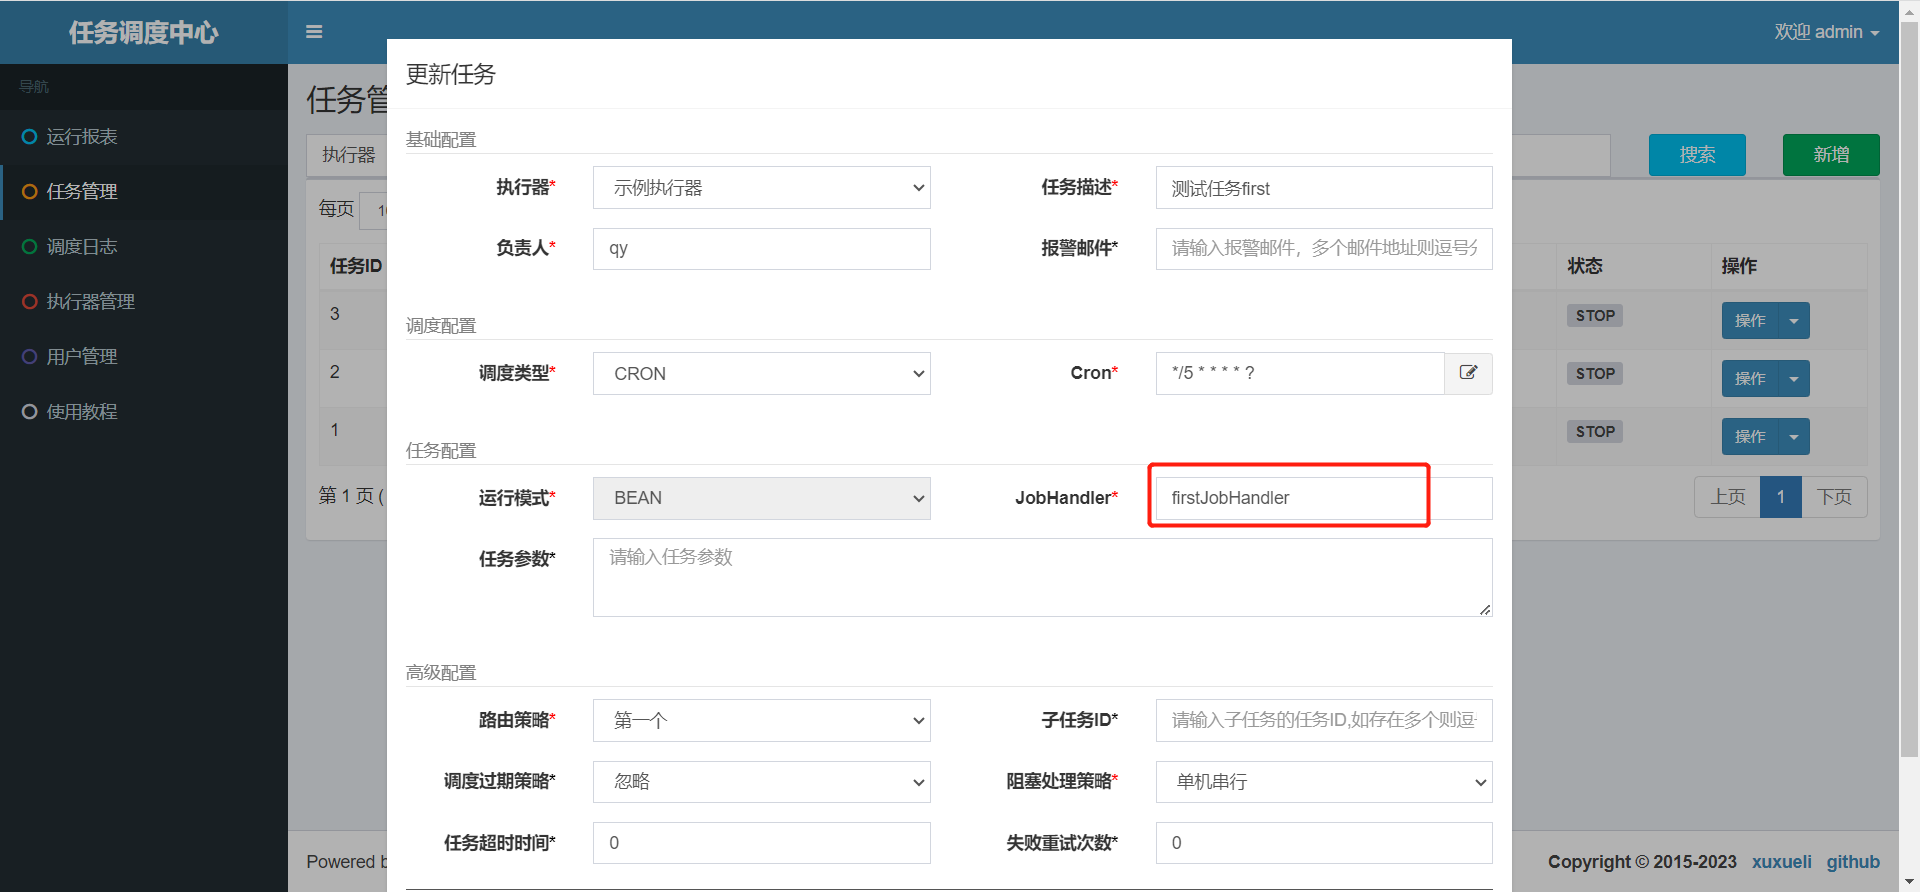 任务调度中心
欢迎 admin
导航
运行报表
任务管理
调度日志
执行器管理
用户管理
使用教程
任务管
执行器
搜索
新增
每页
任务ID
状态
操作
3
STOP
操作
2
STOP
操作
1
STOP
操作
第 1 页 (
上页
1
下页
更新任务
基础配置
执行器*
示例执行器
任务描述*
测试任务first
负责人*
qy
报警邮件*
请输入报警邮件，多个邮件地址则逗号分
调度配置
调度类型*
CRON
Cron*
*/5 * * * * ?
任务配置
运行模式*
BEAN
JobHandler*
firstJobHandler
任务参数*
请输入任务参数
高级配置
路由策略*
第一个
子任务ID*
请输入子任务的任务ID,如存在多个则逗
调度过期策略*
忽略
阻塞处理策略*
单机串行
任务超时时间*
0
失败重试次数*
0
Powered
Copyright © 2015-2023 xuxueli github